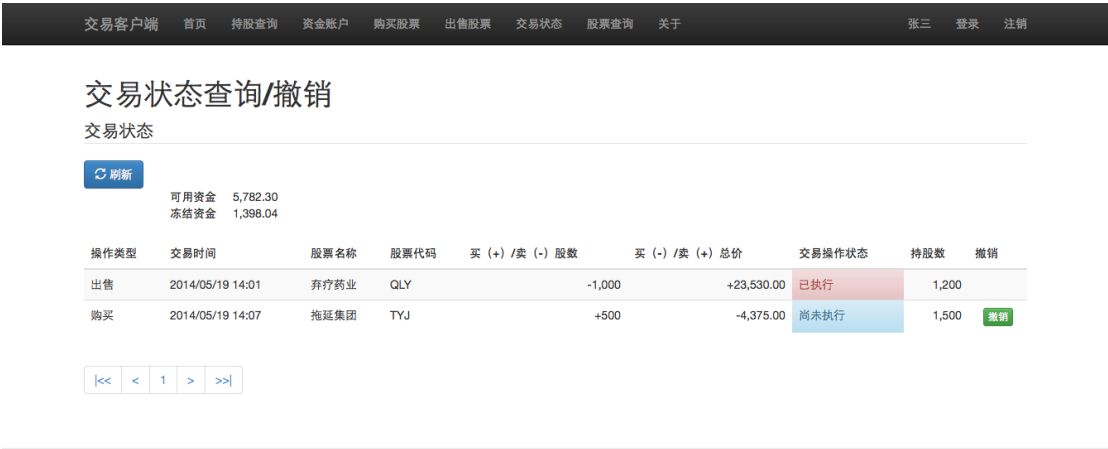 交易客户端 首页 持股查询 资金账户 购买股票 出售股票 交易状态 股票查询 关于 张三 登录 注销
交易状态查询/撤销
交易状态
刷新
可用资金 5,782.30
冻结资金 1,398.04
操作类型 交易时间 股票名称 股票代码 买（+）/卖（-）股数 买（-）/卖（+）总价 交易操作状态 持股数 撤销
出售 2014/05/19 14:01 弃疗药业 QLY -1,000 +23,530.00 已执行 1,200
购买 2014/05/19 14:07 拖延集团 TYJ +500 -4,375.00 尚未执行 1,500 撤销
|<< < 1 > >>|